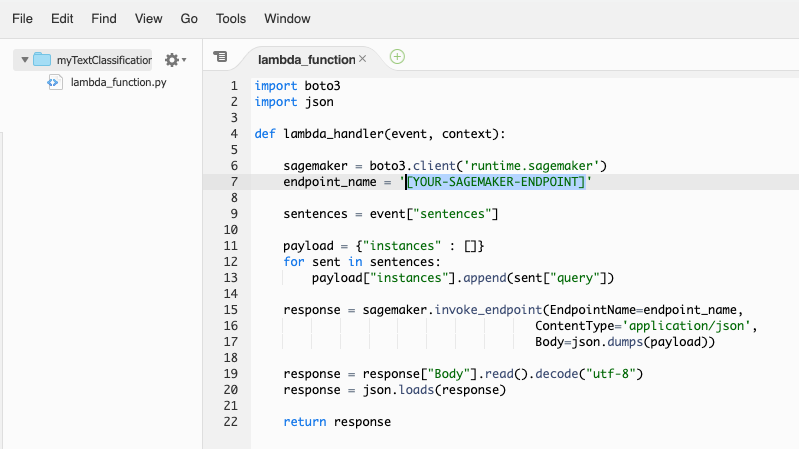 File Edit Find View Go Tools Window
myTextClassification
lambda_function.py
lambda_function
1 import boto3
2 import json
3
4 def lambda_handler(event, context):
5
6 sagemaker = boto3.client('runtime.sagemaker')
7 endpoint_name = '[YOUR-SAGEMAKER-ENDPOINT]'
8
9 sentences = event["sentences"]
10
11 payload = {"instances" : []}
12 for sent in sentences:
13 payload["instances"].append(sent["query"])
14
15 response = sagemaker.invoke_endpoint(EndpointName=endpoint_name,
16 ContentType='application/json',
17 Body=json.dumps(payload))
18
19 response = response["Body"].read().decode("utf-8")
20 response = json.loads(response)
21
22 return response